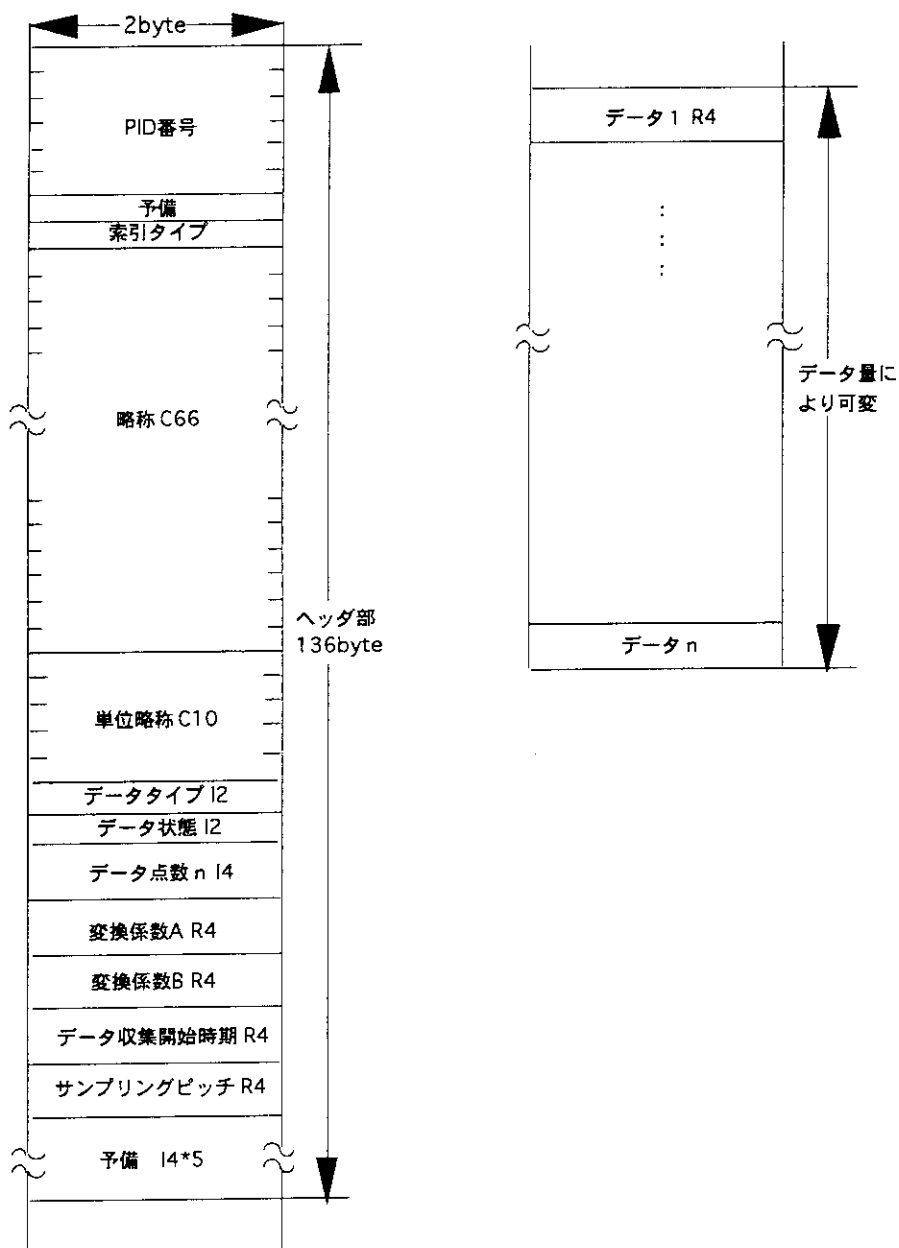 2byte
PID番号
予備
索引タイプ
略称 C66
ヘッダ部
136byte
単位略称 C10
データタイプ I2
データ状態 I2
データ点数 n I4
変換係数A R4
変換係数B R4
データ収集開始時期 R4
サンプリングピッチ R4
予備 I4*5
データ 1 R4
:
:
:
データ量に
より可変
データ n